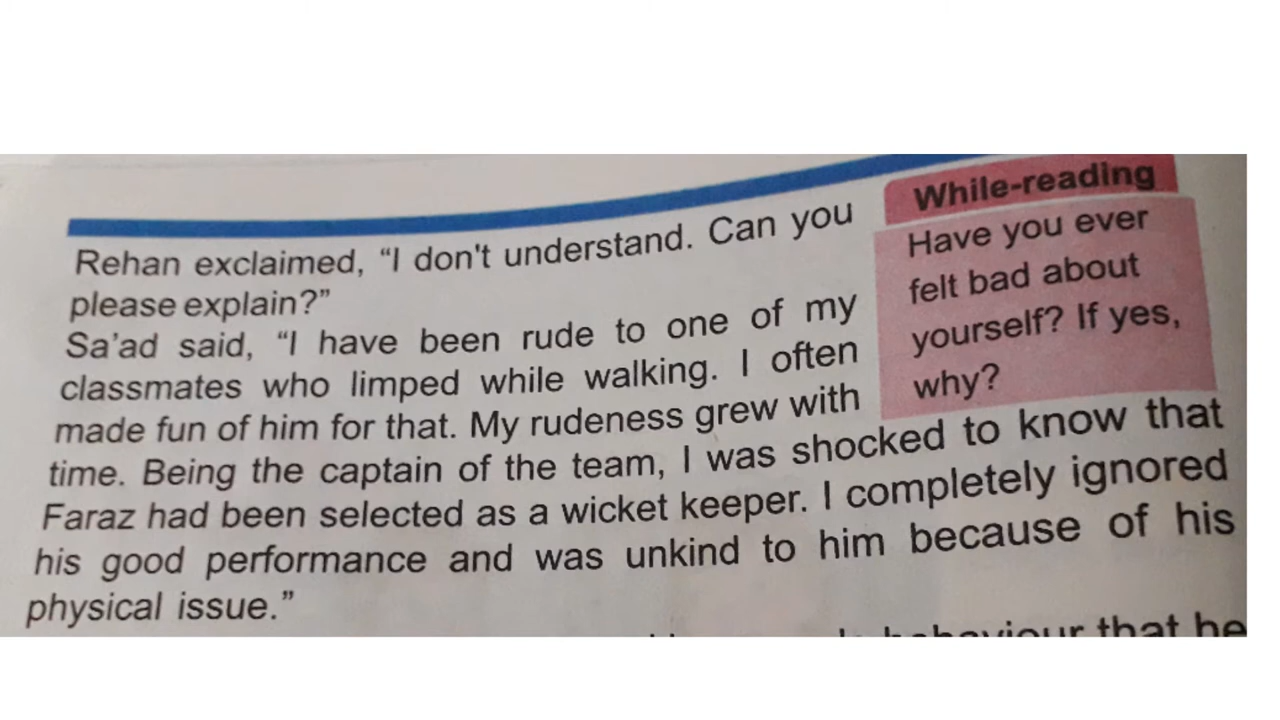 Rehan exclaimed, “I don't understand. Can you
please explain?”
Sa’ad said, “I have been rude to one of my
classmates who limped while walking. I often
made fun of him for that. My rudeness grew with
time. Being the captain of the team, I was shocked to know that
Faraz had been selected as a wicket keeper. I completely ignored
his good performance and was unkind to him because of his
physical issue.”
behaviour that he
While-reading
Have you ever
felt bad about
yourself? If yes,
why?